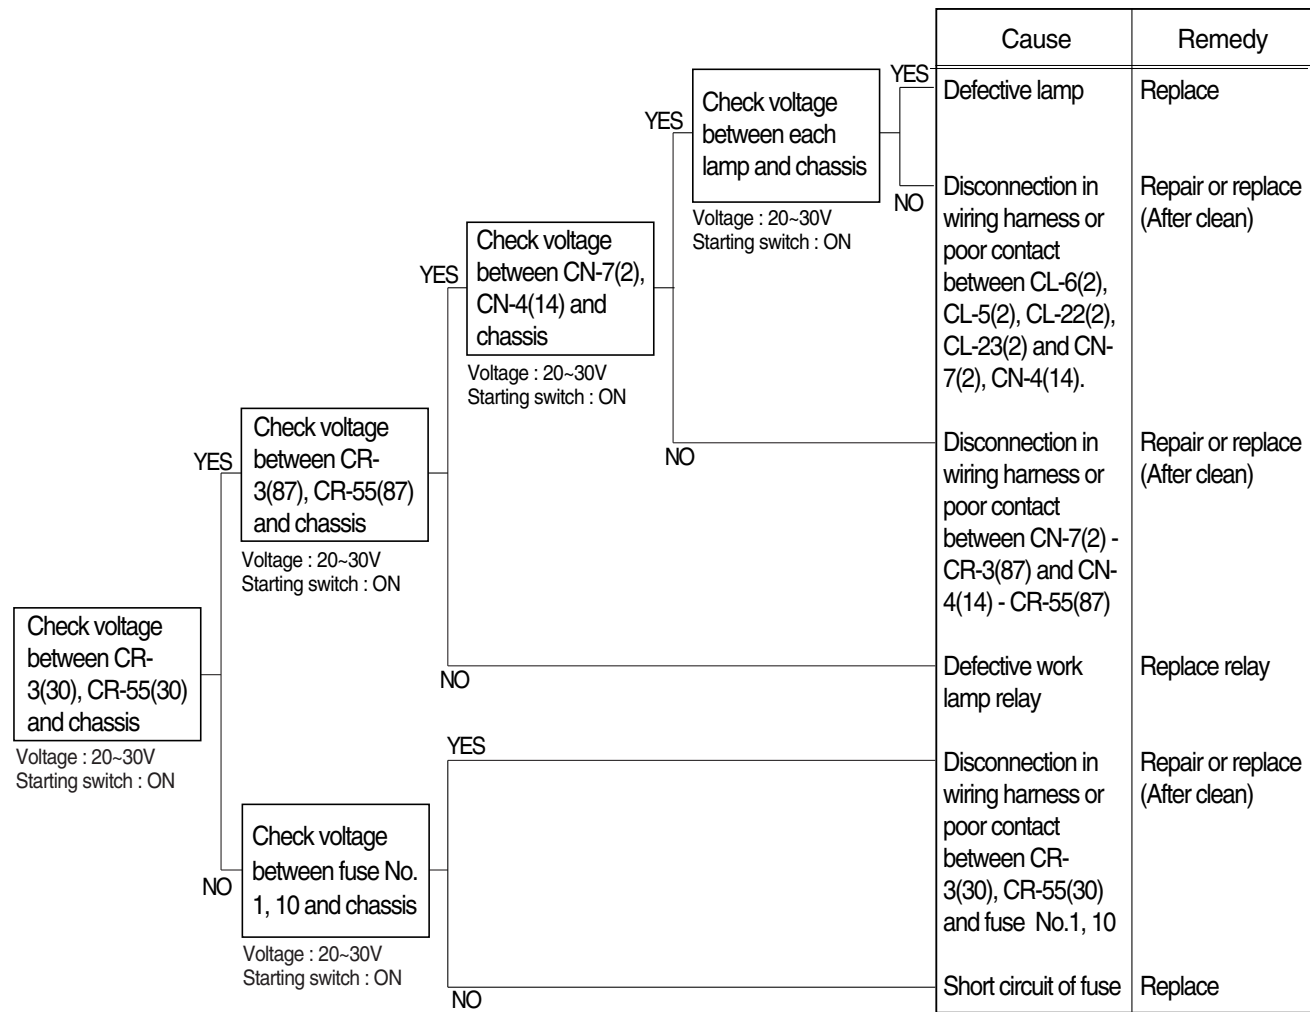 Cause
Remedy
YES
Defective lamp
Replace
Check voltage
between each
lamp and chassis
YES
NO
Voltage : 20~30V
Starting switch : ON
Disconnection in
wiring harness or
poor contact
between CL-6(2),
CL-5(2), CL-22(2),
CL-23(2) and CN-
7(2), CN-4(14).
Repair or replace
(After clean)
Check voltage
between CN-7(2),
CN-4(14) and
chassis
YES
Voltage : 20~30V
Starting switch : ON
NO
Disconnection in
wiring harness or
poor contact
between CN-7(2) -
CR-3(87) and CN-
4(14) - CR-55(87)
Repair or replace
(After clean)
Check voltage
between CR-
3(87), CR-55(87)
and chassis
YES
Voltage : 20~30V
Starting switch : ON
NO
Defective work
lamp relay
Replace relay
Check voltage
between CR-
3(30), CR-55(30)
and chassis
Voltage : 20~30V
Starting switch : ON
YES
Disconnection in
wiring harness or
poor contact
between CR-
3(30), CR-55(30)
and fuse No.1, 10
Repair or replace
(After clean)
NO
Check voltage
between fuse No.
1, 10 and chassis
Voltage : 20~30V
Starting switch : ON
NO
Short circuit of fuse
Replace